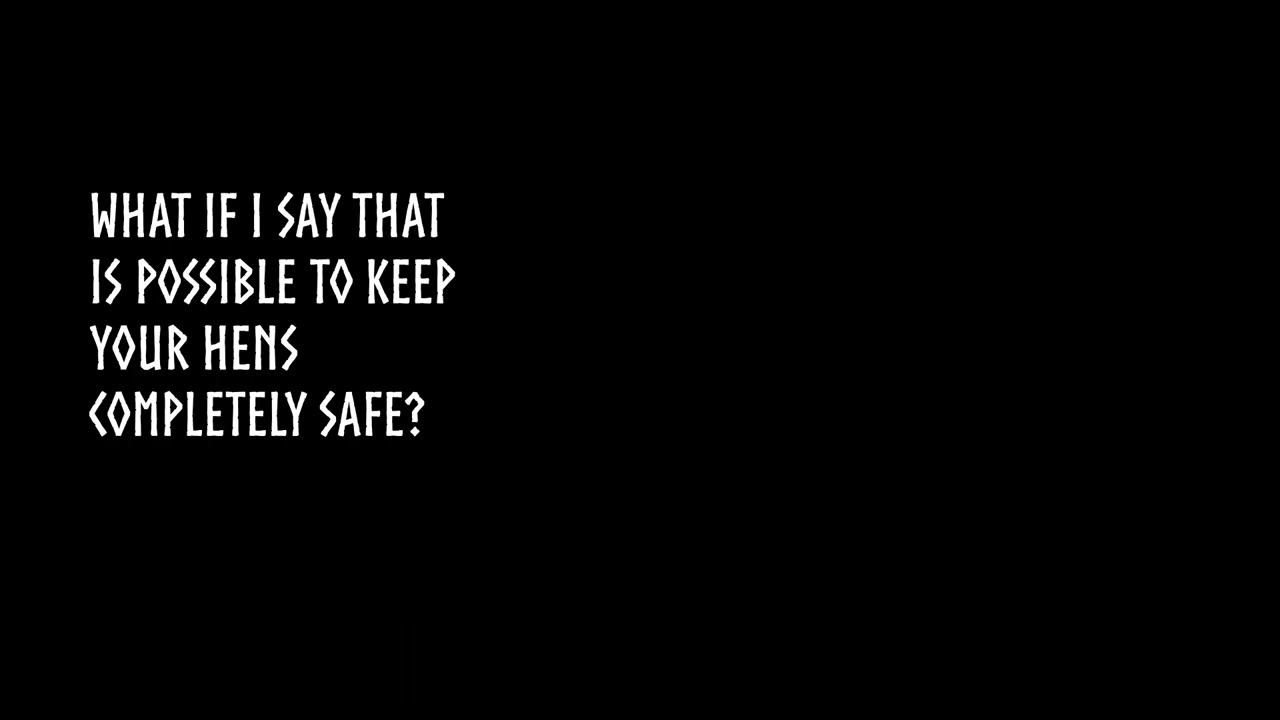 WHAT IF I SAY THAT
IS POSSIBLE TO KEEP
YOUR HENS
COMPLETELY SAFE?